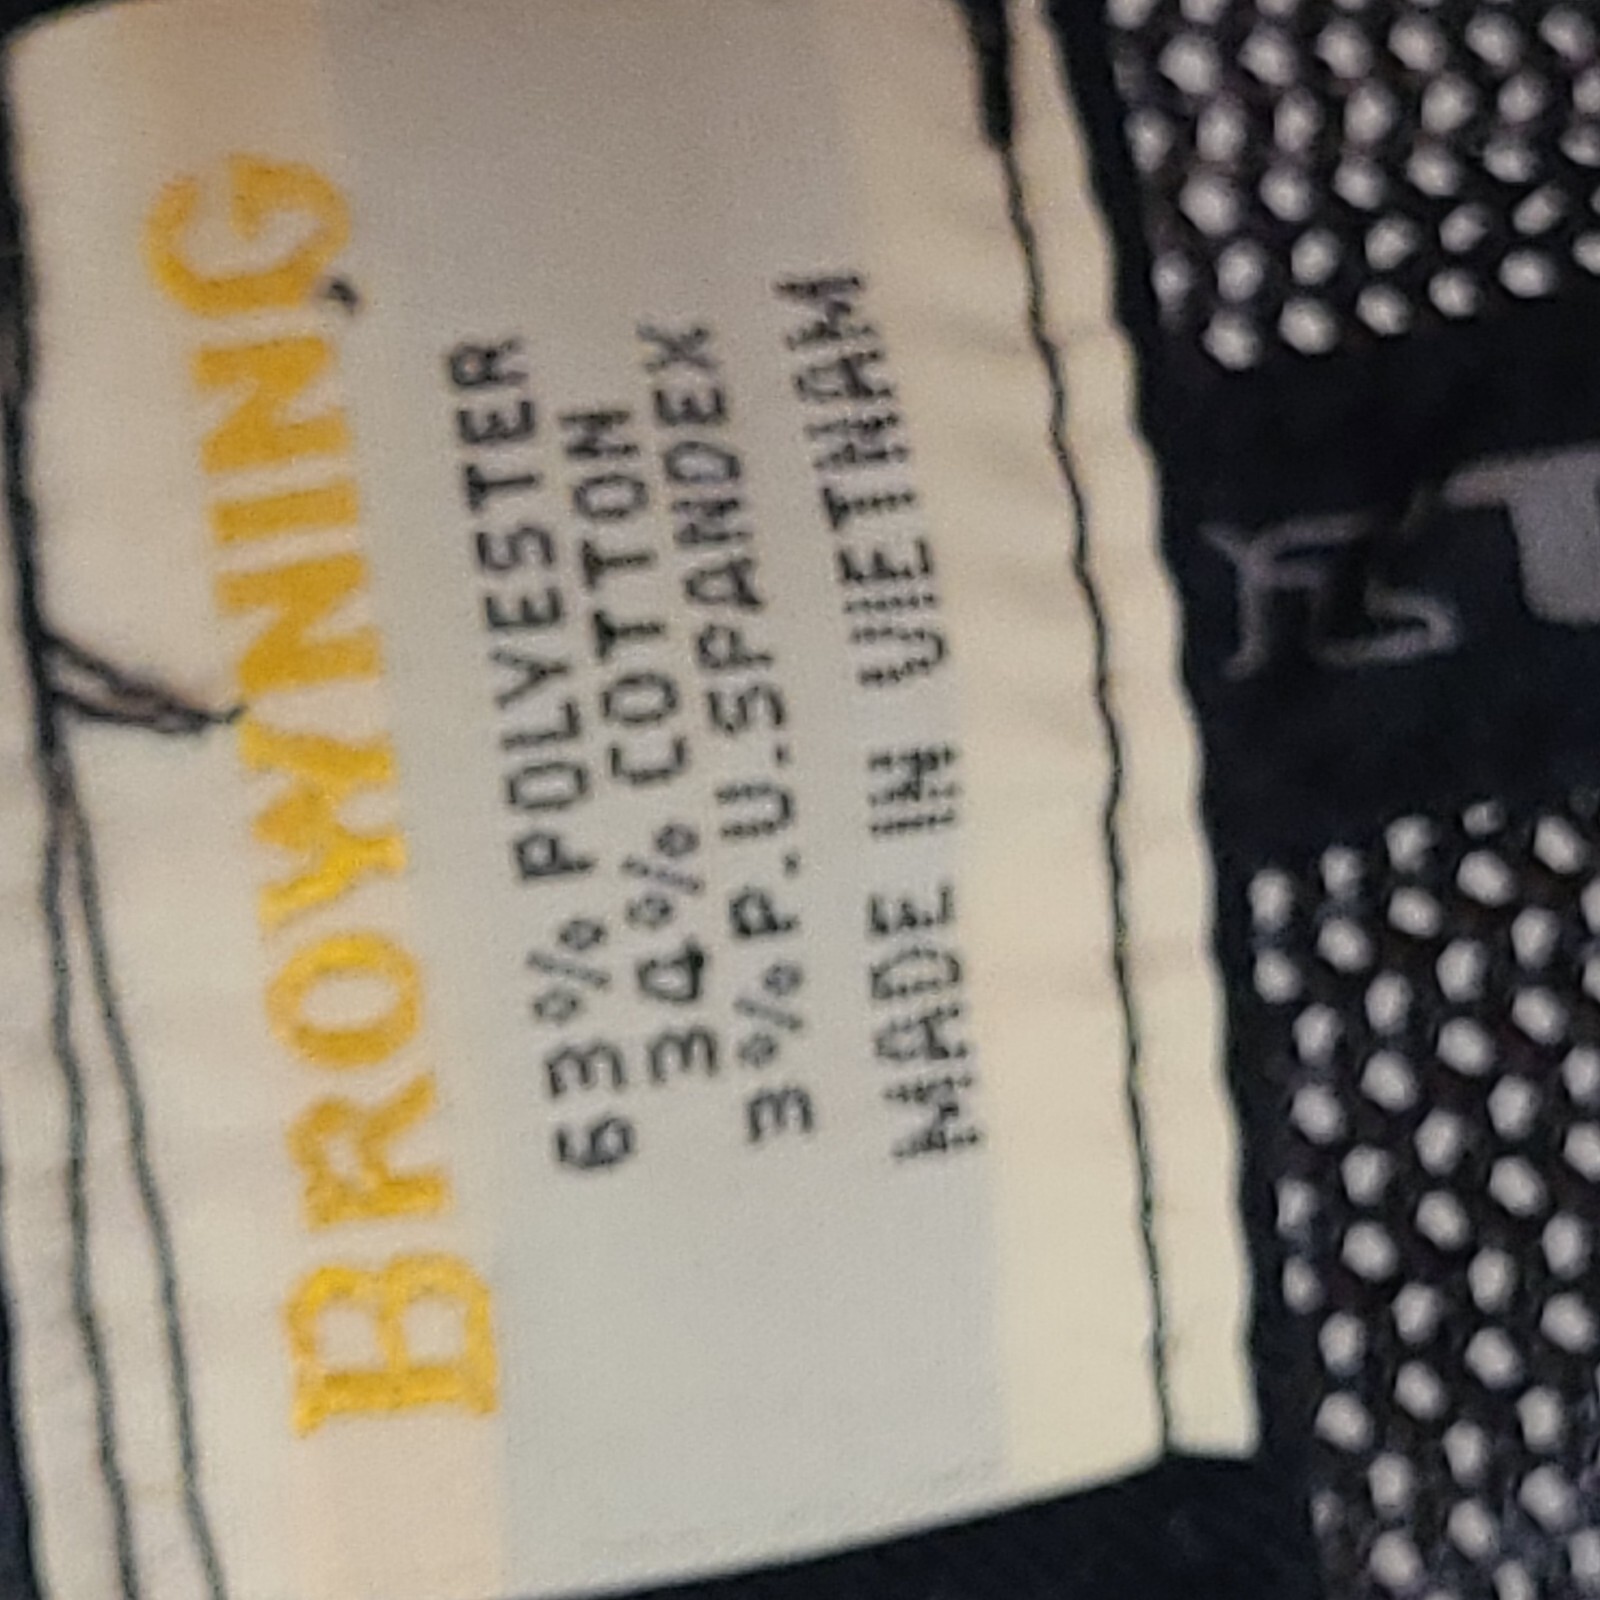 BROWNING
63% POLYESTER
34% COTTON
3% P.U.SPANDEX
MADE IN VIETNAM